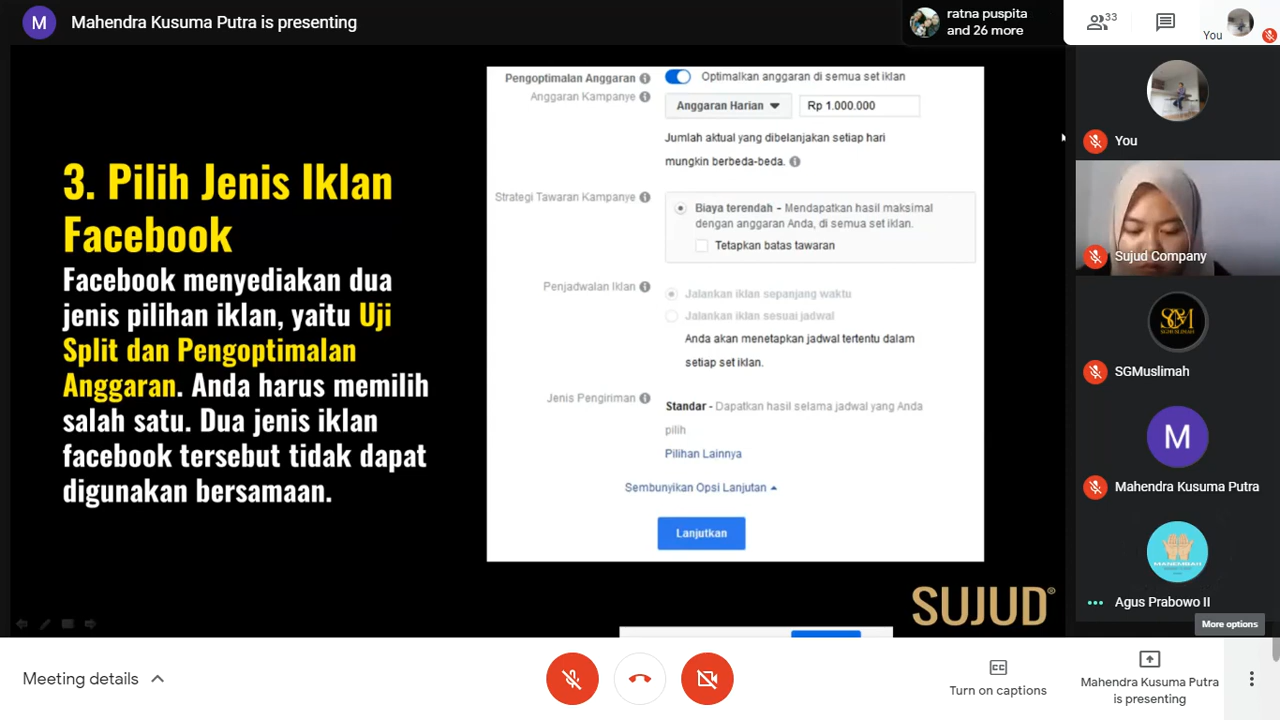 M
Mahendra Kusuma Putra is presenting
ratna puspita
and 26 more
33
You
3. Pilih Jenis Iklan
Facebook
Facebook menyediakan dua
jenis pilihan iklan, yaitu Uji
Split dan Pengoptimalan
Anggaran. Anda harus memilih
salah satu. Dua jenis iklan
facebook tersebut tidak dapat
digunakan bersamaan.
Pengoptimalan Anggaran
Optimalkan anggaran di semua set iklan
Anggaran Kampanye
Anggaran Harian
Rp 1.000.000
Jumlah aktual yang dibelanjakan setiap hari
mungkin berbeda-beda.
Strategi Tawaran Kampanye
Biaya terendah - Mendapatkan hasil maksimal
dengan anggaran Anda, di semua set iklan.
Tetapkan batas tawaran
Penjadwalan Iklan
Jalankan iklan sepanjang waktu
Jalankan iklan sesuai jadwal
Anda akan menetapkan jadwal tertentu dalam
setiap set iklan.
Jenis Pengiriman
Standar - Dapatkan hasil selama jadwal yang Anda
pilih
Pilihan Lainnya
Sembunyikan Opsi Lanjutan
Lanjutkan
SUJUD®
You
Sujud Company
SGM
SGMUSLIMAH
SGMuslimah
M
Mahendra Kusuma Putra
Agus Prabowo II
More options
Meeting details
CC
Turn on captions
Mahendra Kusuma Putra
is presenting